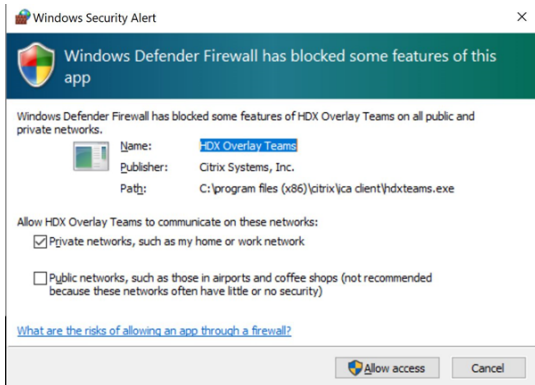 Windows Security Alert
Windows Defender Firewall has blocked some features of this
app
Windows Defender Firewall has blocked some features of HDX Overlay Teams on all public and
private networks.
Name: HDX Overlay Teams
Publisher: Citrix Systems, Inc.
Path: C:\program files (x86)\citrix\ica client\hdxteams.exe
Allow HDX Overlay Teams to communicate on these networks:
Private networks, such as my home or work network
Public networks, such as those in airports and coffee shops (not recommended
because these networks often have little or no security)
What are the risks of allowing an app through a firewall?
Allow access Cancel